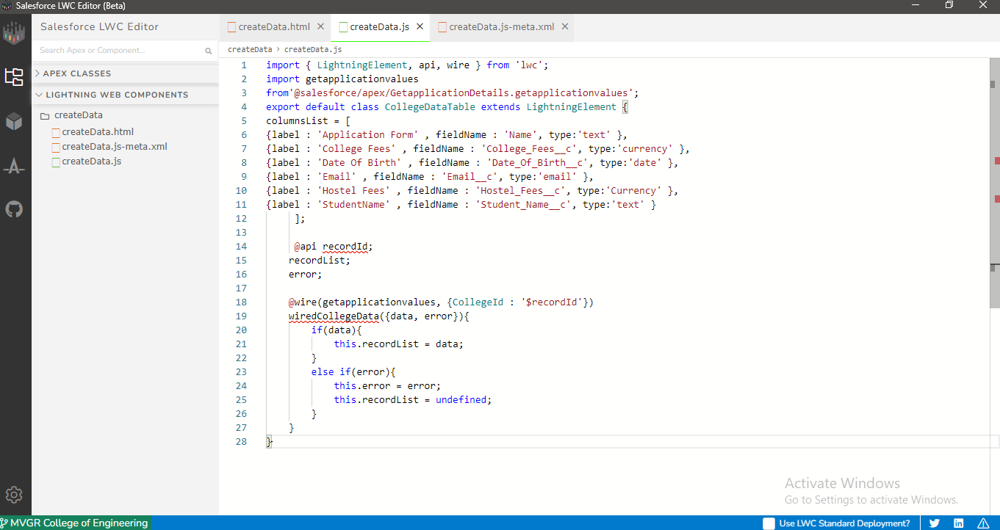 Salesforce LWC Editor (Beta)
Salesforce LWC Editor
Search Apex or Component...
APEX CLASSES
LIGHTNING WEB COMPONENTS
createData
createData.html
createData.js-meta.xml
createData.js
createData.html
createData.js
createData.js-meta.xml
createData > createData.js
1 import { LightningElement, api, wire } from 'lwc';
2 import getapplicationvalues
3 from'@salesforce/apex/GetapplicationDetails.getapplicationvalues';
4 export default class CollegeDataTable extends LightningElement {
5 columnsList = [
6 {label : 'Application Form' , fieldName : 'Name', type:'text' },
7 {label : 'College Fees' , fieldName : 'College_Fees__c', type:'currency' },
8 {label : 'Date Of Birth' , fieldName : 'Date_Of_Birth__c', type:'date' },
9 {label : 'Email' , fieldName : 'Email__c', type:'email' },
10 {label : 'Hostel Fees' , fieldName : 'Hostel_Fees__c', type:'Currency' },
11 {label : 'StudentName' , fieldName : 'Student_Name__c', type:'text' }
12 ];
13
14 @api recordId;
15 recordList;
16 error;
17
18 @wire(getapplicationvalues, {CollegeId : '$recordId'})
19 wiredCollegeData({data, error}){
20 if(data){
21 this.recordList = data;
22 }
23 else if(error){
24 this.error = error;
25 this.recordList = undefined;
26 }
27 }
28 }
Activate Windows
Go to Settings to activate Windows.
MVGR College of Engineering
Use LWC Standard Deployment?